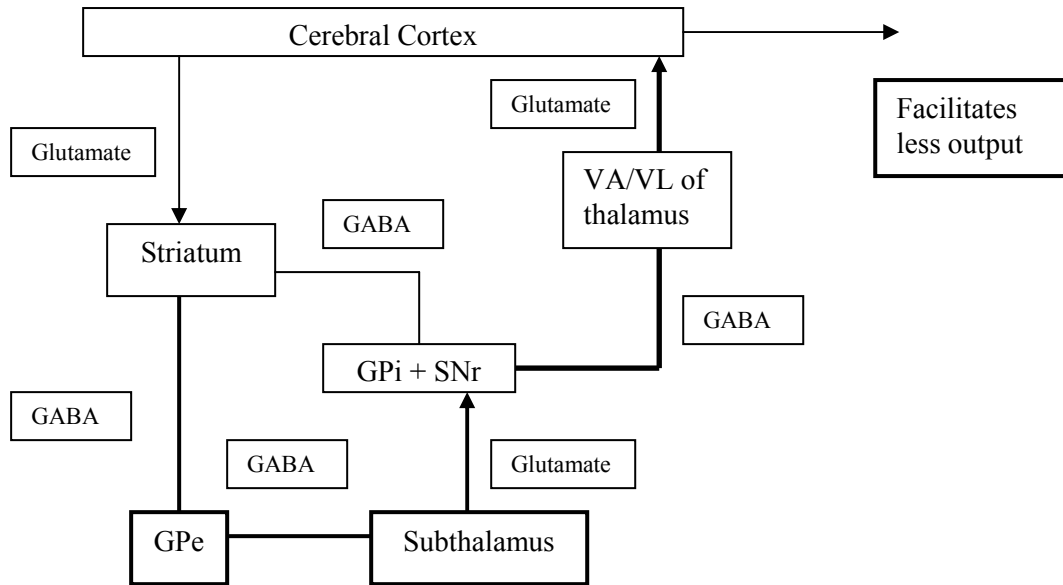 Cerebral Cortex
Glutamate
Facilitates
less output
Glutamate
VA/VL of
thalamus
GABA
Striatum
GABA
GPi + SNr
GABA
GABA
Glutamate
GPe
Subthalamus